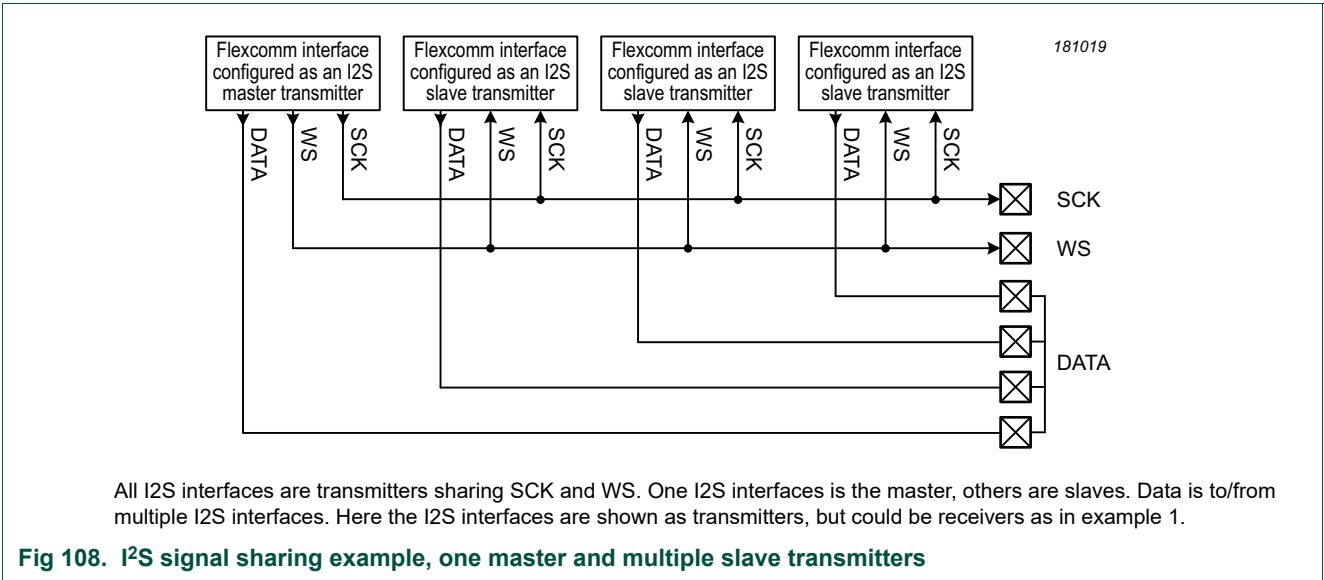 Flexcomm interface
configured as an I2S
master transmitter
Flexcomm interface
configured as an I2S
slave transmitter
Flexcomm interface
configured as an I2S
slave transmitter
Flexcomm interface
configured as an I2S
slave transmitter
181019
DATA
WS
SCK
DATA
WS
SCK
DATA
WS
SCK
DATA
WS
SCK
SCK
WS
DATA
All I2S interfaces are transmitters sharing SCK and WS. One I2S interfaces is the master, others are slaves. Data is to/from
multiple I2S interfaces. Here the I2S interfaces are shown as transmitters, but could be receivers as in example 1.
Fig 108. I²S signal sharing example, one master and multiple slave transmitters